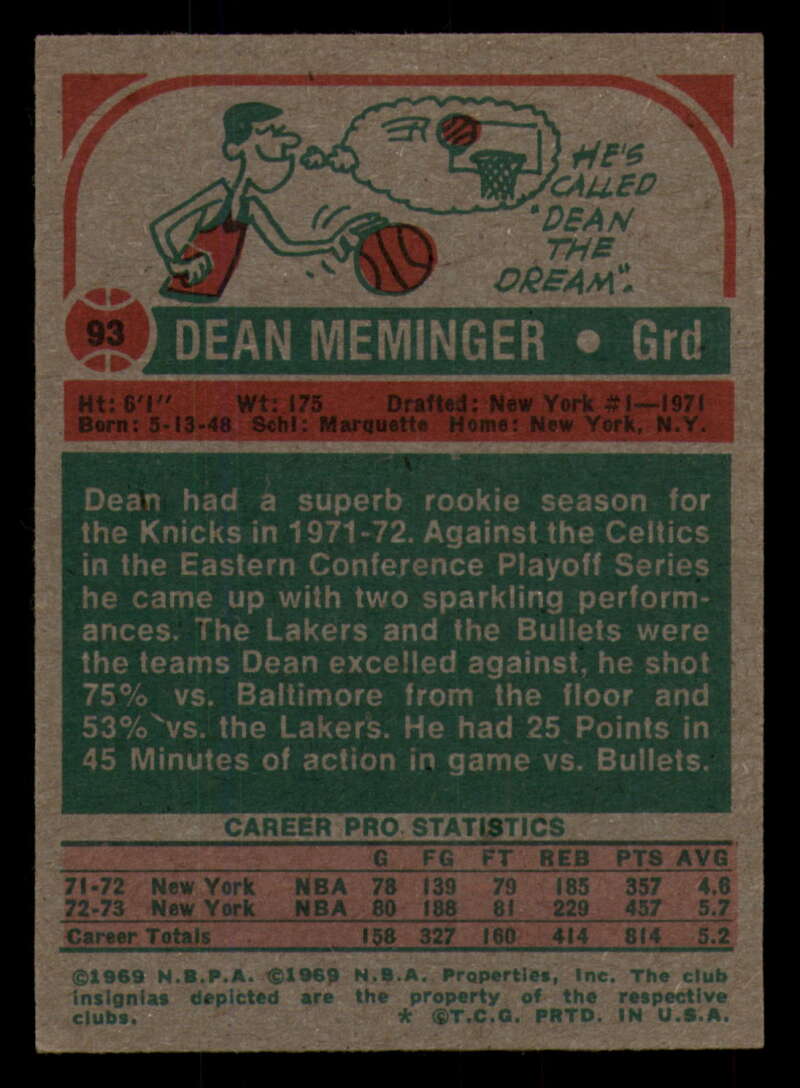 HE'S
CALLED
"DEAN
THE
DREAM".
93
DEAN MEMINGER • Grd
Ht: 6'1" Wt: 175 Drafted: New York #1—1971
Born: 5-13-48 Schl: Marquette Home: New York, N.Y.
Dean had a superb rookie season for
the Knicks in 1971-72. Against the Celtics
in the Eastern Conference Playoff Series
he came up with two sparkling perform-
ances. The Lakers and the Bullets were
the teams Dean excelled against, he shot
75% vs. Baltimore from the floor and
53% vs. the Lakers. He had 25 Points in
45 Minutes of action in game vs. Bullets.
CAREER PRO STATISTICS
G FG FT REB PTS AVG
71-72 New York NBA 78 139 79 185 357 4.6
72-73 New York NBA 80 188 81 229 457 5.7
Career Totals 158 327 160 414 814 5.2
©1969 N.B.P.A. ©1969 N.B.A. Properties, Inc. The club
insignias depicted are the property of the respective
clubs. * ©T.C.G. PRTD. IN U.S.A.